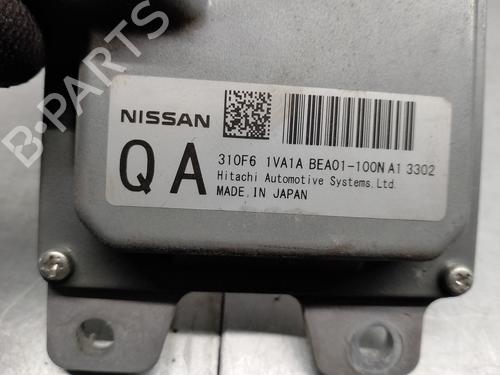 B-PARTS
NISSAN
QA
310F6 1VA1A BEA01-100N A1 3302
Hitachi Automotive Systems.Ltd.
MADE.IN JAPAN